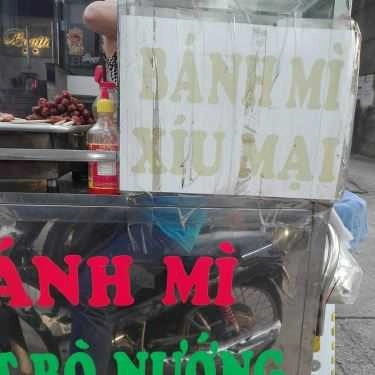 BÁNH MÌ
XÍU MẠI
ÁNH MÌ
T BÒ NƯỚNG